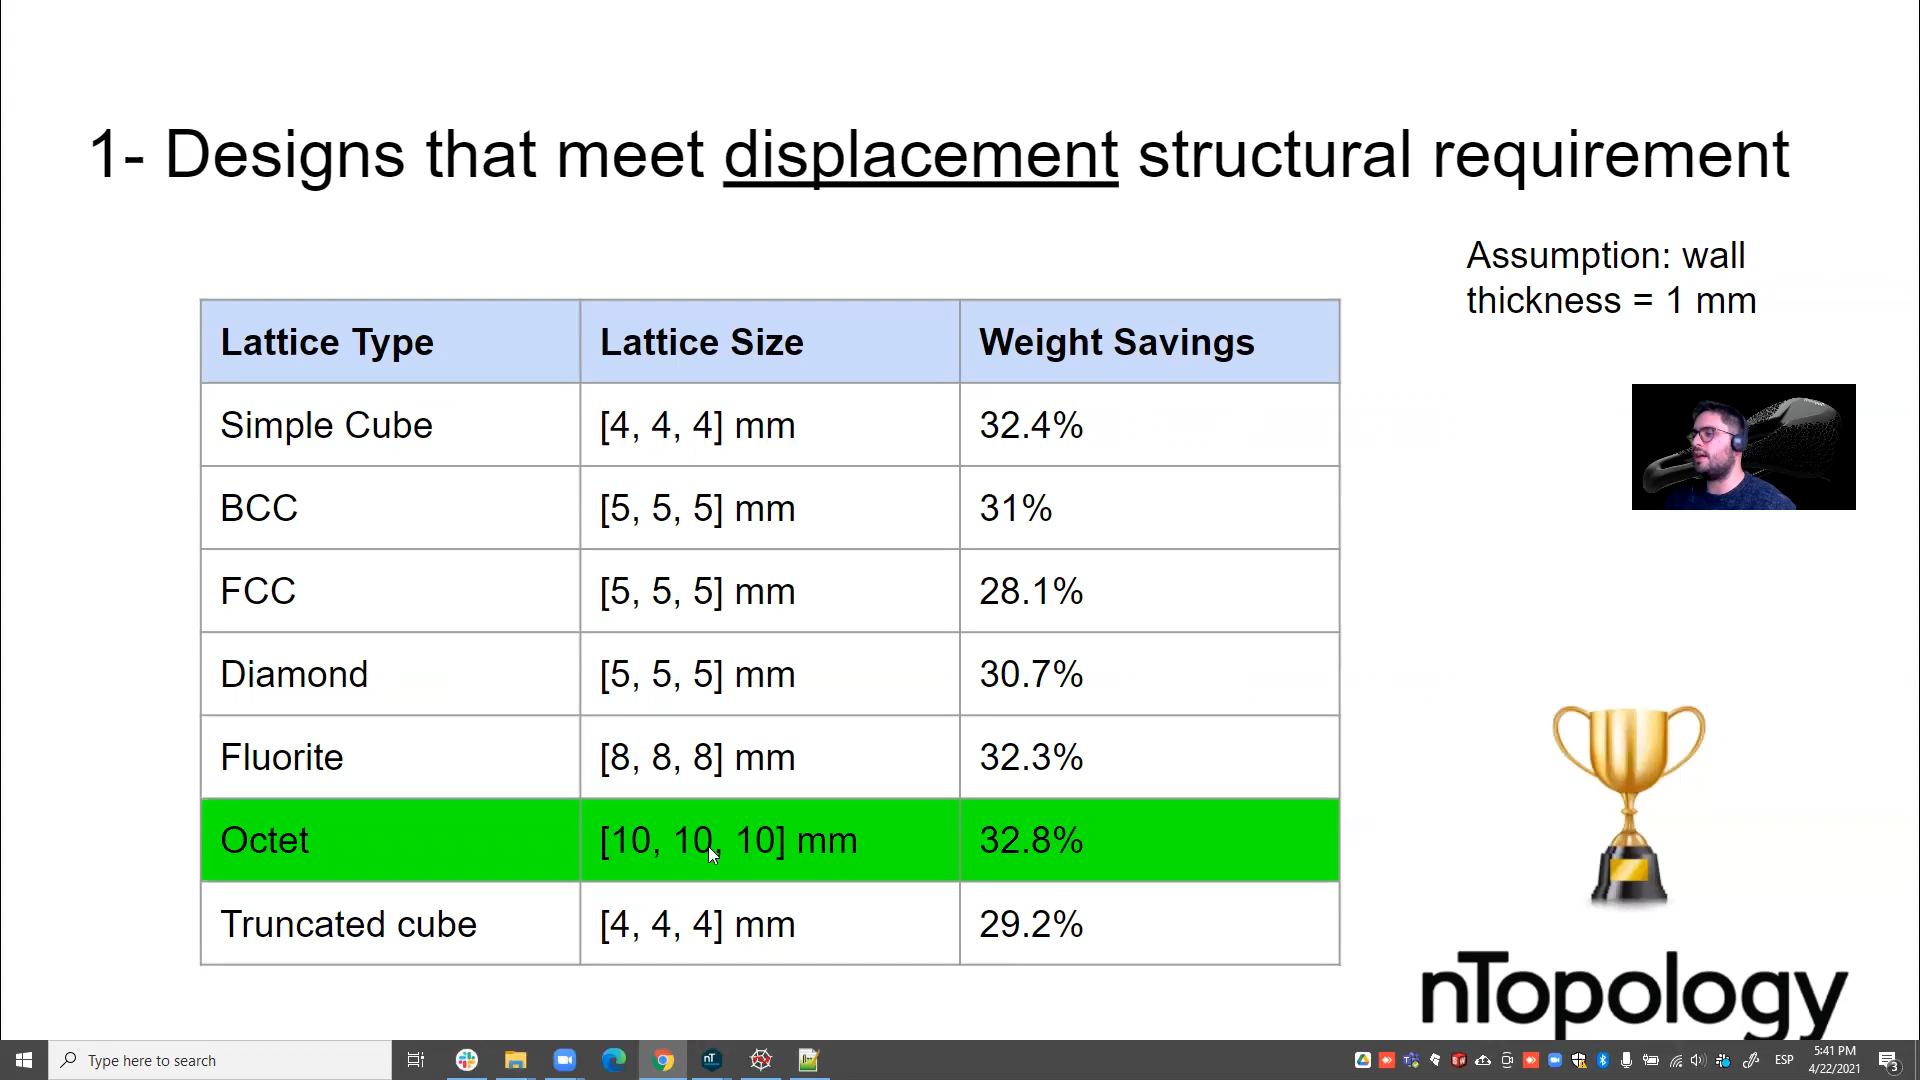 1- Designs that meet displacement structural requirement
Assumption: wall
thickness = 1 mm
Lattice Type Lattice Size Weight Savings
Simple Cube [4, 4, 4] mm 32.4%
BCC [5, 5, 5] mm 31%
FCC [5, 5, 5] mm 28.1%
Diamond [5, 5, 5] mm 30.7%
Fluorite [8, 8, 8] mm 32.3%
Octet [10, 10, 10] mm 32.8%
Truncated cube [4, 4, 4] mm 29.2%
nTopology
Type here to search
nT
ESP
5:41 PM
4/22/2021
3